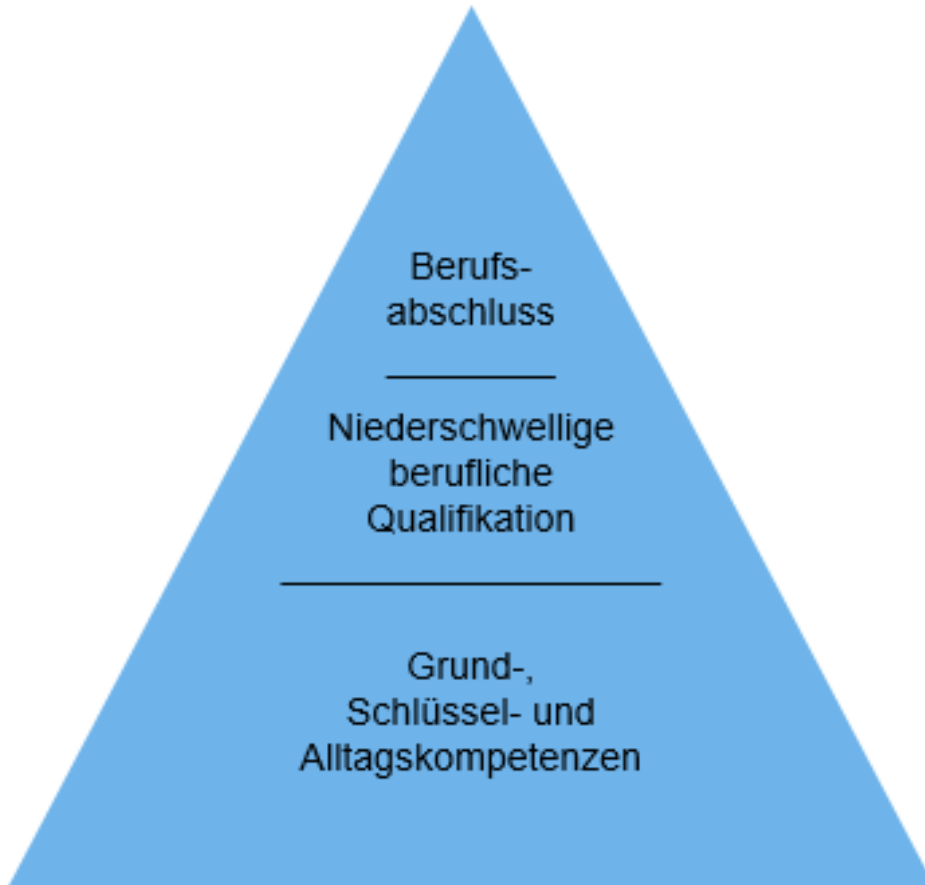 Berufs-
abschluss
Niederschwellige
berufliche
Qualifikation
Grund-,
Schlüssel- und
Alltagskompetenzen